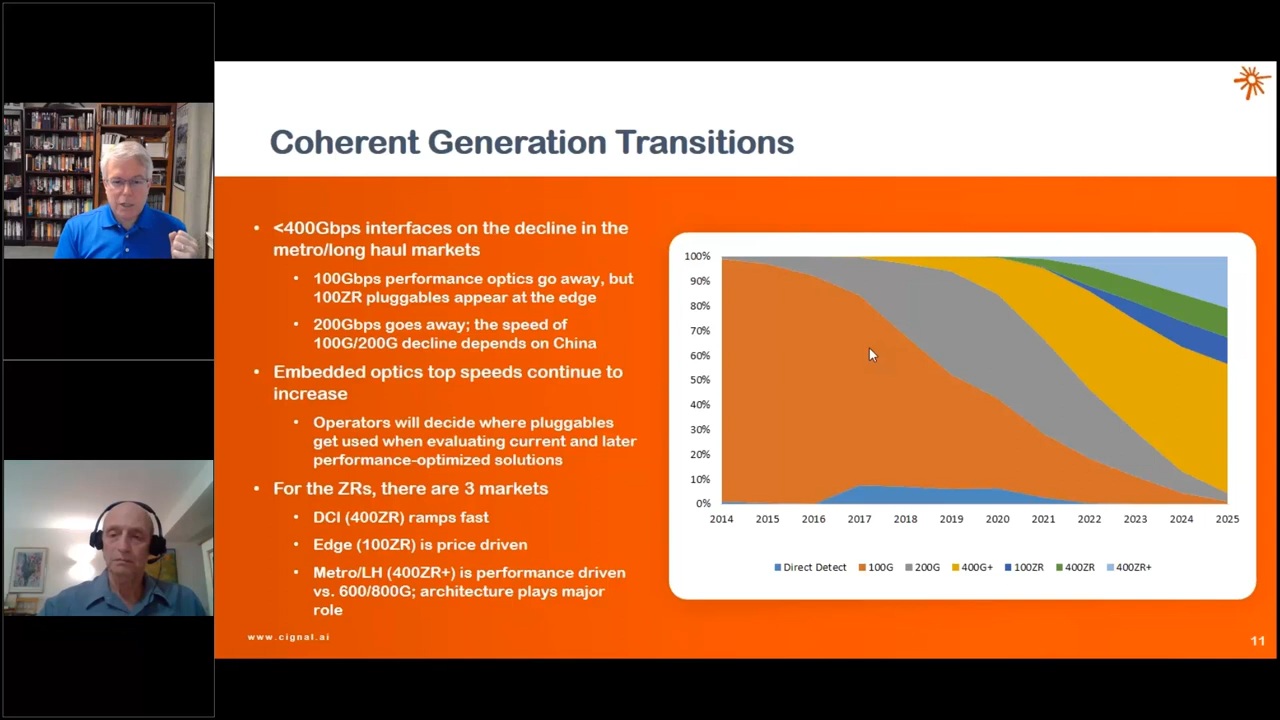 Coherent Generation Transitions
• <400Gbps interfaces on the decline in the
metro/long haul markets
• 100Gbps performance optics go away, but
100ZR pluggables appear at the edge
• 200Gbps goes away; the speed of
100G/200G decline depends on China
• Embedded optics top speeds continue to
increase
• Operators will decide where pluggables
get used when evaluating current and later
performance-optimized solutions
• For the ZRs, there are 3 markets
• DCI (400ZR) ramps fast
• Edge (100ZR) is price driven
• Metro/LH (400ZR+) is performance driven
vs. 600/800G; architecture plays major
role
100%
90%
80%
70%
60%
50%
40%
30%
20%
10%
0%
2014 2015 2016 2017 2018 2019 2020 2021 2022 2023 2024 2025
Direct Detect 100G 200G 400G+ 100ZR 400ZR 400ZR+
www.cignal.ai
11